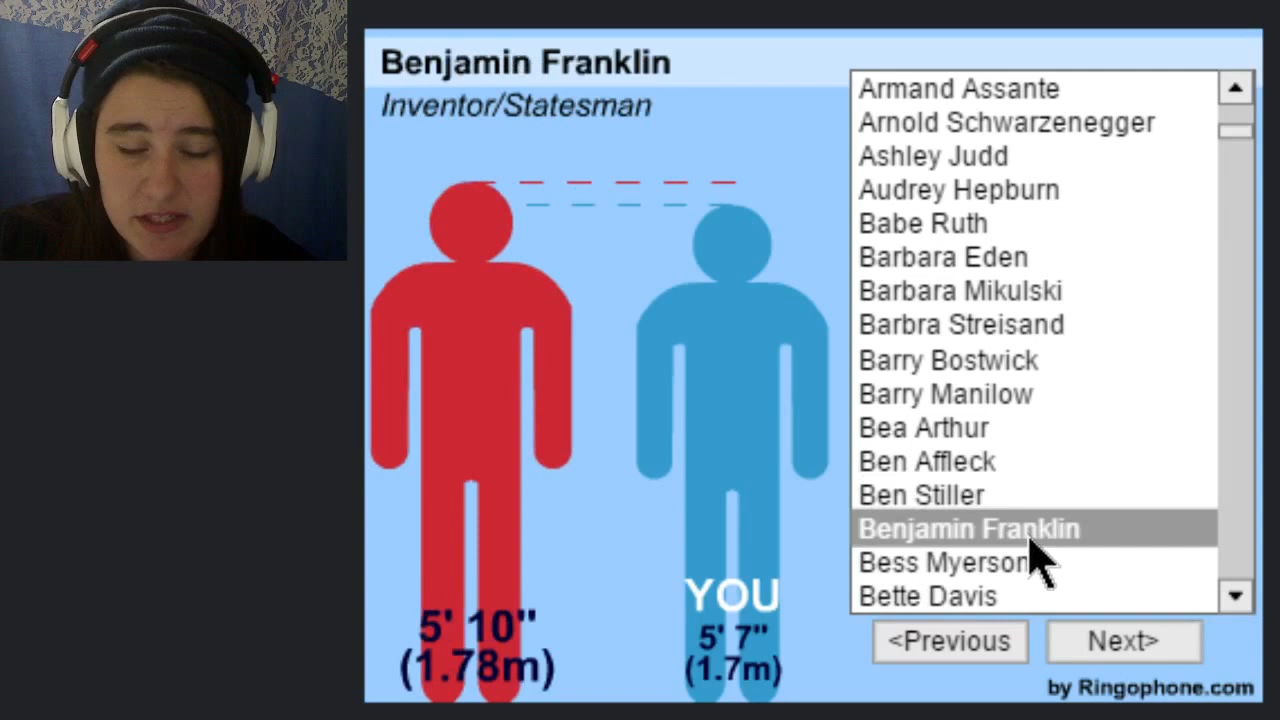 Benjamin Franklin
Inventor/Statesman
Armand Assante
Arnold Schwarzenegger
Ashley Judd
Audrey Hepburn
Babe Ruth
Barbara Eden
Barbara Mikulski
Barbra Streisand
Barry Bostwick
Barry Manilow
Bea Arthur
Ben Affleck
Ben Stiller
Benjamin Franklin
Bess Myerson
Bette Davis
5' 10"
(1.78m)
YOU
5' 7"
(1.7m)
<Previous
Next>
by Ringophone.com